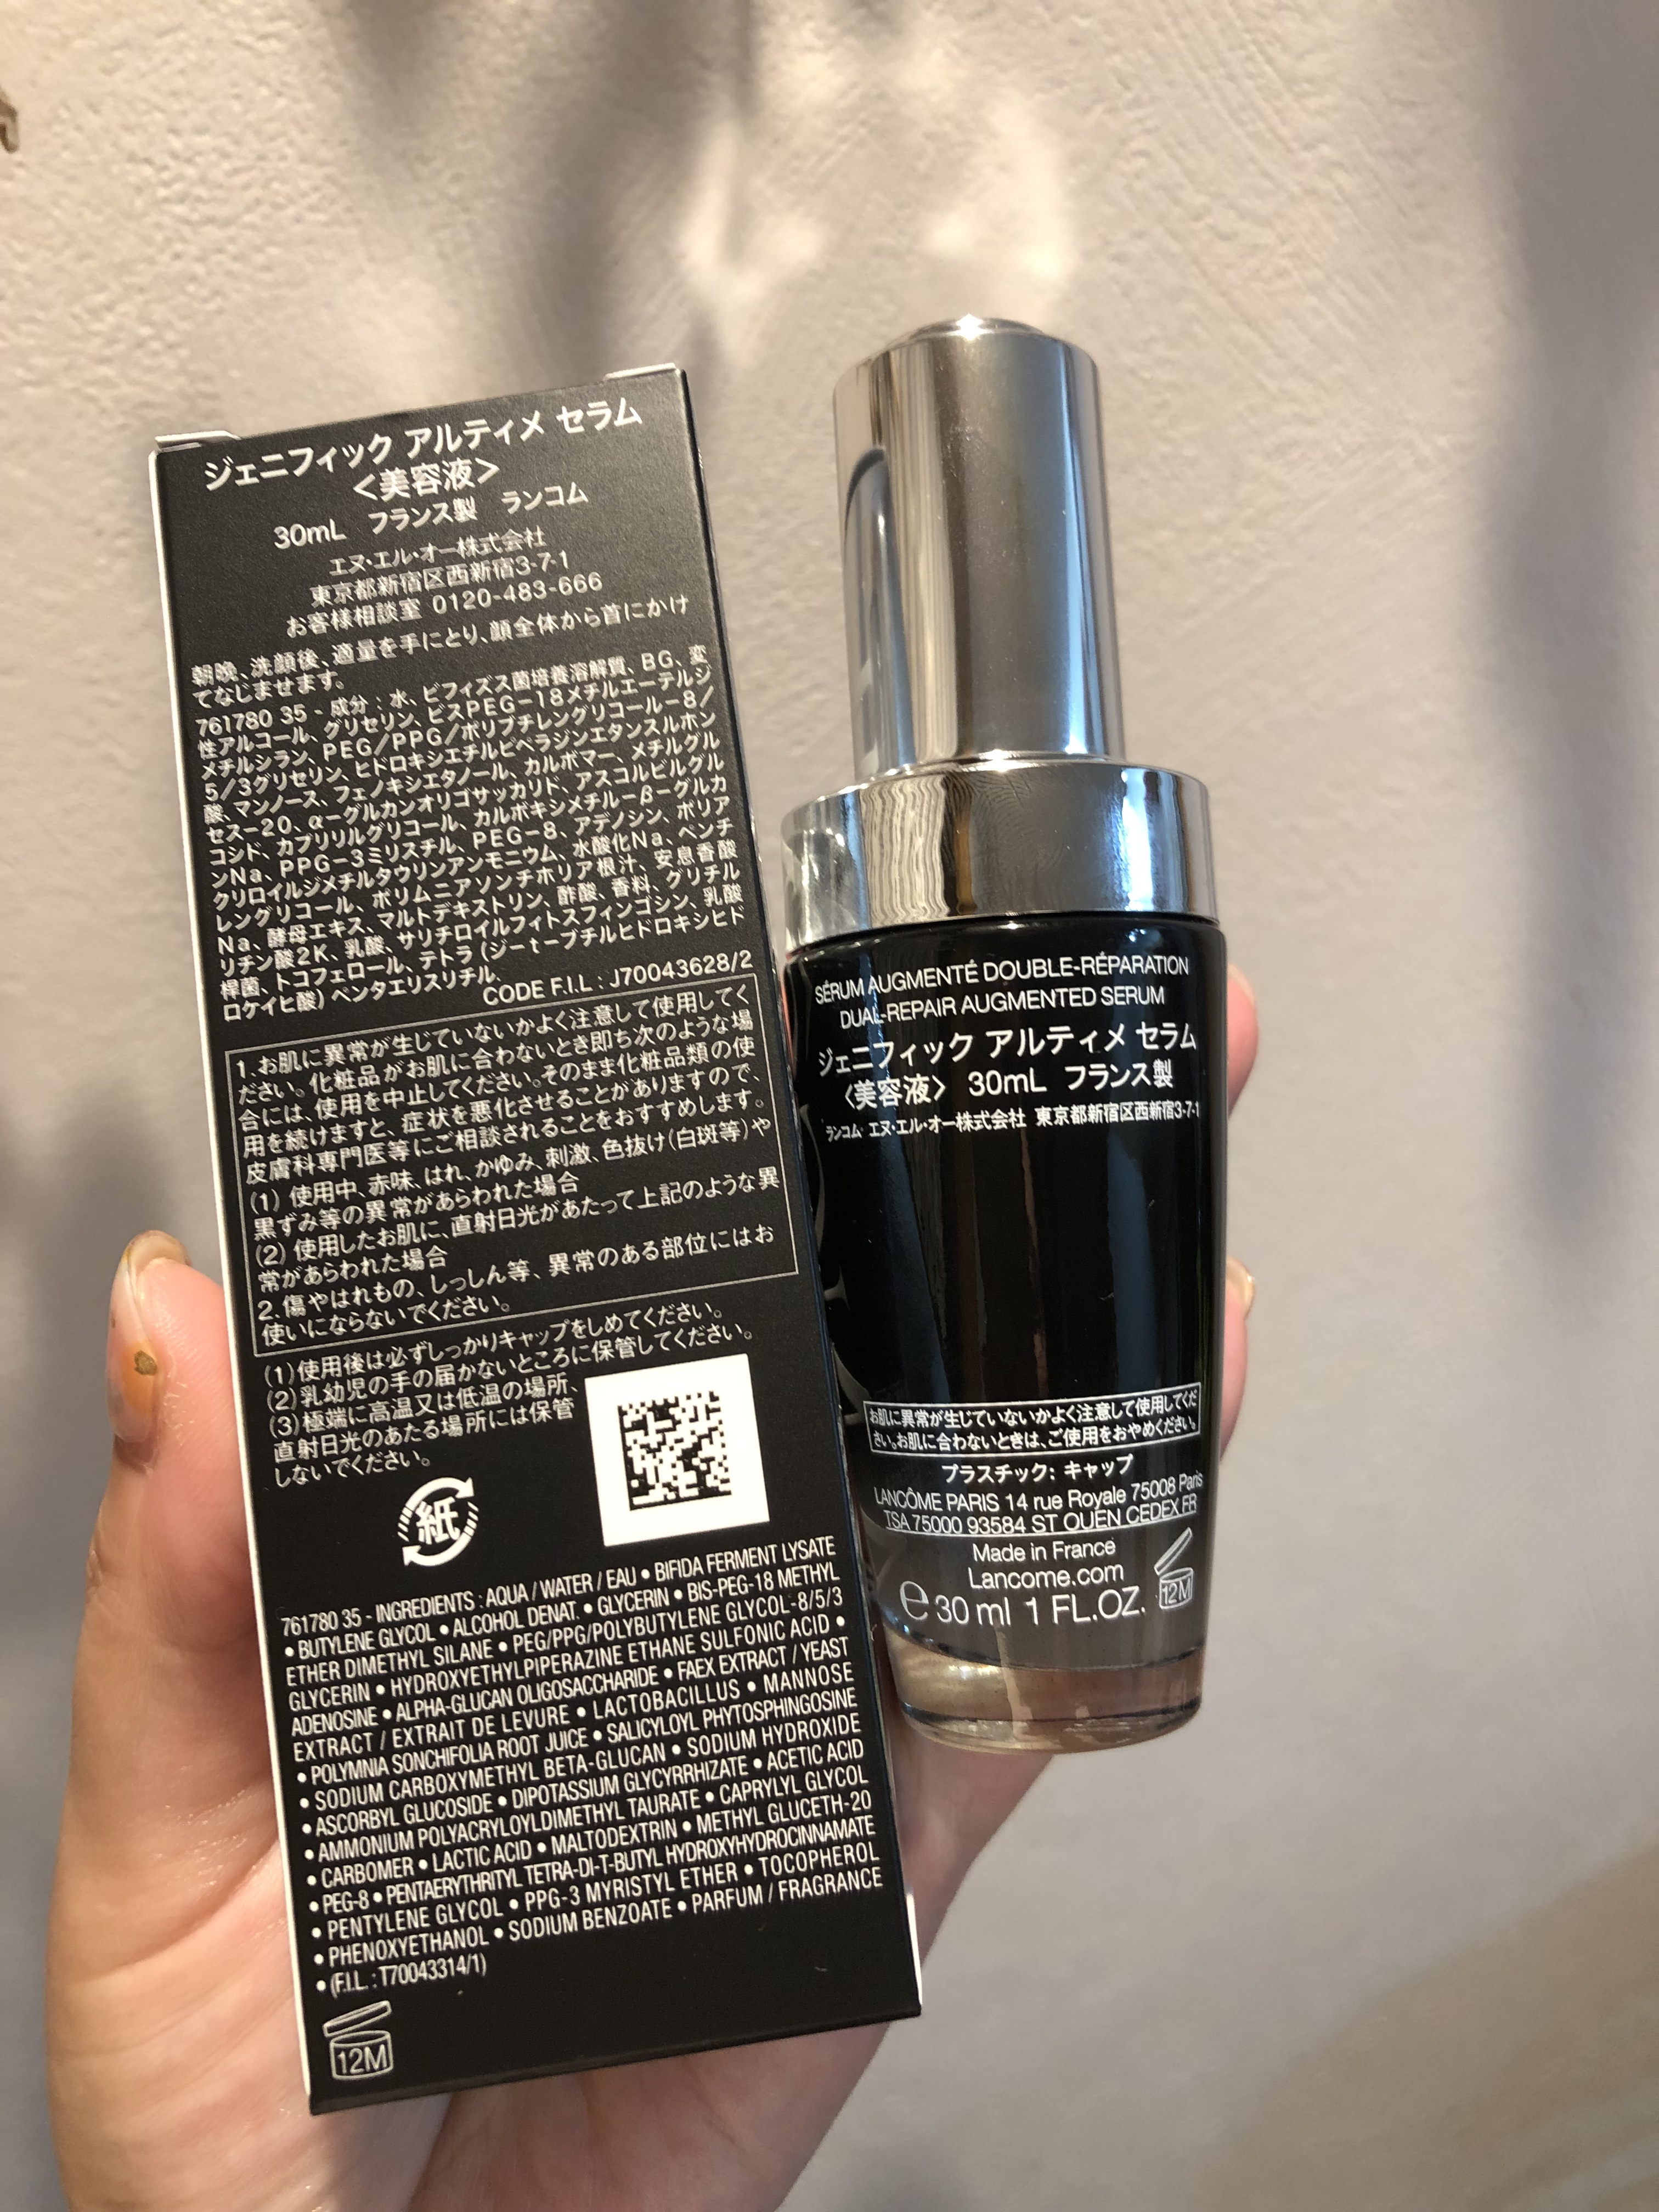 ジェニフィック アルティメ セラム
<美容液>
30mL フランス製 ランコム
エヌ・エル・オー株式会社
東京都新宿区西新宿3-7-1
お客様相談室 0120-483-666
朝晩、洗顔後、適量を手にとり、顔全体から首にかけ
てなじませます。
761780 35 - 成分 : 水、ビフィズス菌培養溶解質、BG、変
性アルコール、グリセリン、ビスPEG-18メチルエーテルジ
メチルシラン、PEG/PPG/ポリブチレングリコール-8/
5/3グリセリン、ヒドロキシエチルピペラジンエタンスルホン
酸、マンノース、フェノキシエタノール、カルボマー、メチルグル
セス-20、α-グルカンオリゴサッカリド、アスコルビルグル
コシド、カプリリルグリコール、カルボキシメチル-β-グルカ
ンNa、PPG-3ミリスチル、PEG-8、アデノシン、ポリア
クリロイルジメチルタウリンアンモニウム、水酸化Na、ペンチ
レングリコール、ポリムニアソンチホリア根汁、安息香酸
Na、酵母エキス、マルトデキストリン、酢酸、香料、グリチル
リチン酸2K、乳酸、サリチロイルフィトスフィンゴシン、乳酸
桿菌、トコフェロール、テトラ(ジ-t-ブチルヒドロキシヒド
ロケイヒ酸)ペンタエリスリチル、
CODE F.I.L : J70043628/2
1.お肌に異常が生じていないかよく注意して使用してく
ださい。化粧品がお肌に合わないとき即ち次のような場
合には、使用を中止してください。そのまま化粧品類の使
用を続けますと、症状を悪化させることがありますので、
皮膚科専門医等にご相談されることをおすすめします。
(1) 使用中、赤味、はれ、かゆみ、刺激、色抜け(白斑等)や
黒ずみ等の異常があらわれた場合
(2) 使用したお肌に、直射日光があたって上記のような異
常があらわれた場合
2.傷やはれもの、しっしん等、異常のある部位にはお
使いにならないでください。
(1)使用後は必ずしっかりキャップをしめてください。
(2)乳幼児の手の届かないところに保管してください。
(3)極端に高温又は低温の場所、
直射日光のあたる場所には保管
しないでください。
紙
761780 35 - INGREDIENTS : AQUA / WATER / EAU • BIFIDA FERMENT LYSATE
• BUTYLENE GLYCOL • ALCOHOL DENAT. • GLYCERIN • BIS-PEG-18 METHYL
ETHER DIMETHYL SILANE • PEG/PPG/POLYBUTYLENE GLYCOL-8/5/3
GLYCERIN • HYDROXYETHYLPIPERAZINE ETHANE SULFONIC ACID •
ADENOSINE • ALPHA-GLUCAN OLIGOSACCHARIDE • FAEX EXTRACT / YEAST
EXTRACT / EXTRAIT DE LEVURE • LACTOBACILLUS • MANNOSE
• POLYMNIA SONCHIFOLIA ROOT JUICE • SALICYLOYL PHYTOSPHINGOSINE
• SODIUM CARBOXYMETHYL BETA-GLUCAN • SODIUM HYDROXIDE
• ASCORBYL GLUCOSIDE • DIPOTASSIUM GLYCYRRHIZATE • ACETIC ACID
• AMMONIUM POLYACRYLOYLDIMETHYL TAURATE • CAPRYLYL GLYCOL
• CARBOMER • LACTIC ACID • MALTODEXTRIN • METHYL GLUCETH-20
• PEG-8 • PENTAERYTHRITYL TETRA-DI-T-BUTYL HYDROXYHYDROCINNAMATE
• PENTYLENE GLYCOL • PPG-3 MYRISTYL ETHER • TOCOPHEROL
• PHENOXYETHANOL • SODIUM BENZOATE • PARFUM / FRAGRANCE
• (F.I.L. : T70043314/1)
12M
SÉRUM AUGMENTÉ DOUBLE-RÉPARATION
DUAL-REPAIR AUGMENTED SERUM
ジェニフィック アルティメ セラム
〈美容液〉 30mL フランス製
ランコム エヌ・エル・オー株式会社 東京都新宿区西新宿3-7-1
お肌に異常が生じていないかよく注意して使用してくだ
さい。お肌に合わないときは、ご使用をおやめください。
プラスチック: キャップ
LANCÔME PARIS 14 rue Royale 75008 Paris
TSA 75000 93584 ST OUEN CEDEX FR
Made in France
Lancome.com
℮ 30 ml 1 FL.OZ.
12M